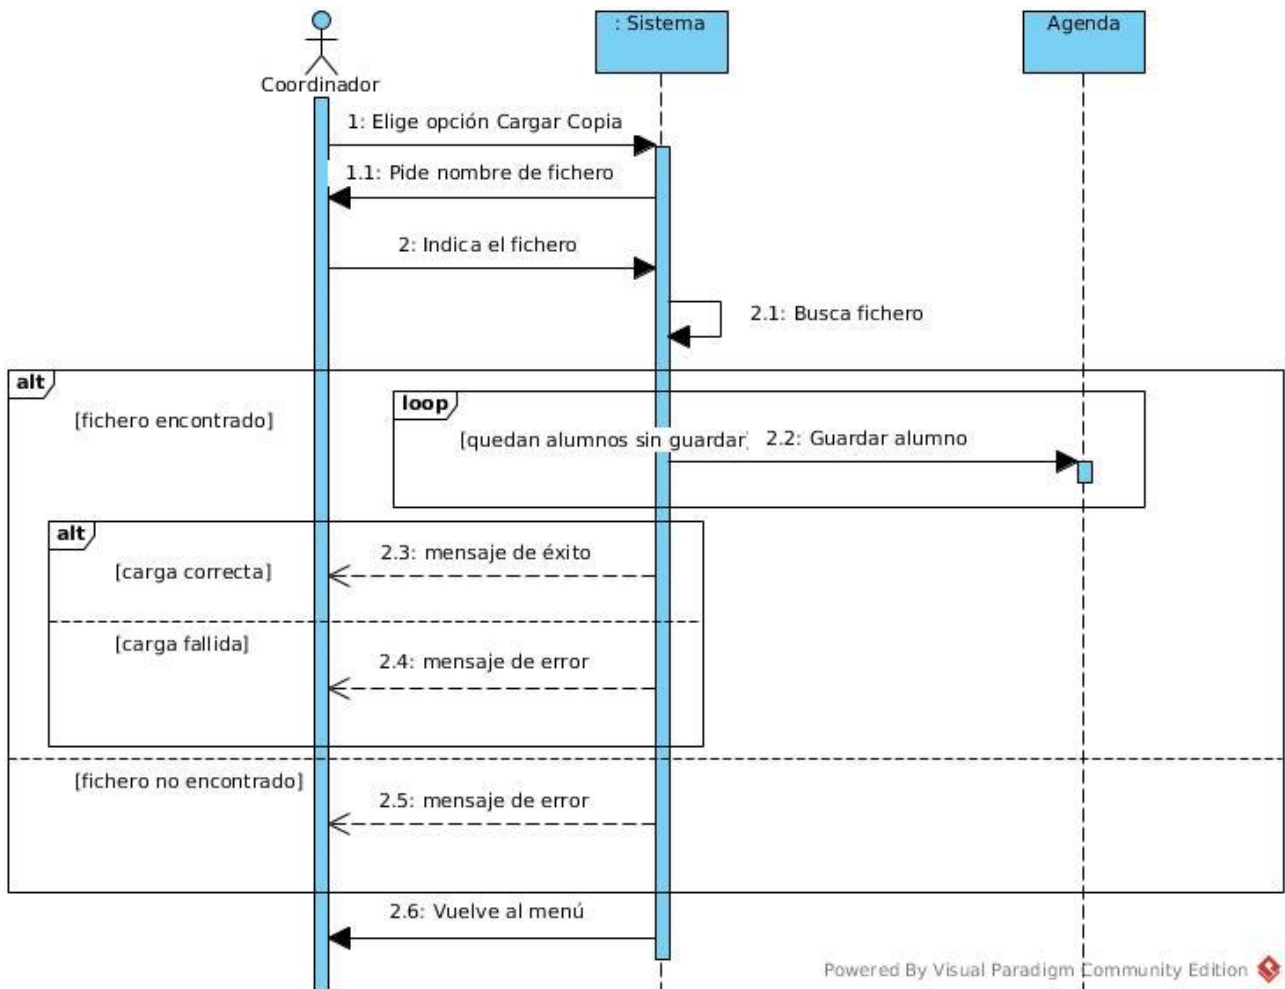 : Sistema
Agenda
Coordinador
1: Elige opción Cargar Copia
1.1: Pide nombre de fichero
2: Indica el fichero
2.1: Busca fichero
alt
[fichero encontrado]
loop
[quedan alumnos sin guardar]
2.2: Guardar alumno
alt
[carga correcta]
2.3: mensaje de éxito
[carga fallida]
2.4: mensaje de error
[fichero no encontrado]
2.5: mensaje de error
2.6: Vuelve al menú
Powered By Visual Paradigm Community Edition